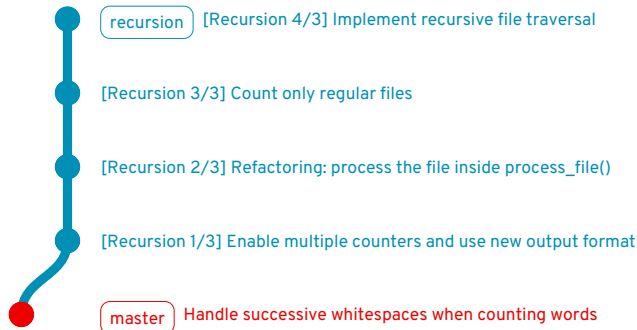 recursion [Recursion 4/3] Implement recursive file traversal
[Recursion 3/3] Count only regular files
[Recursion 2/3] Refactoring: process the file inside process_file()
[Recursion 1/3] Enable multiple counters and use new output format
master Handle successive whitespaces when counting words